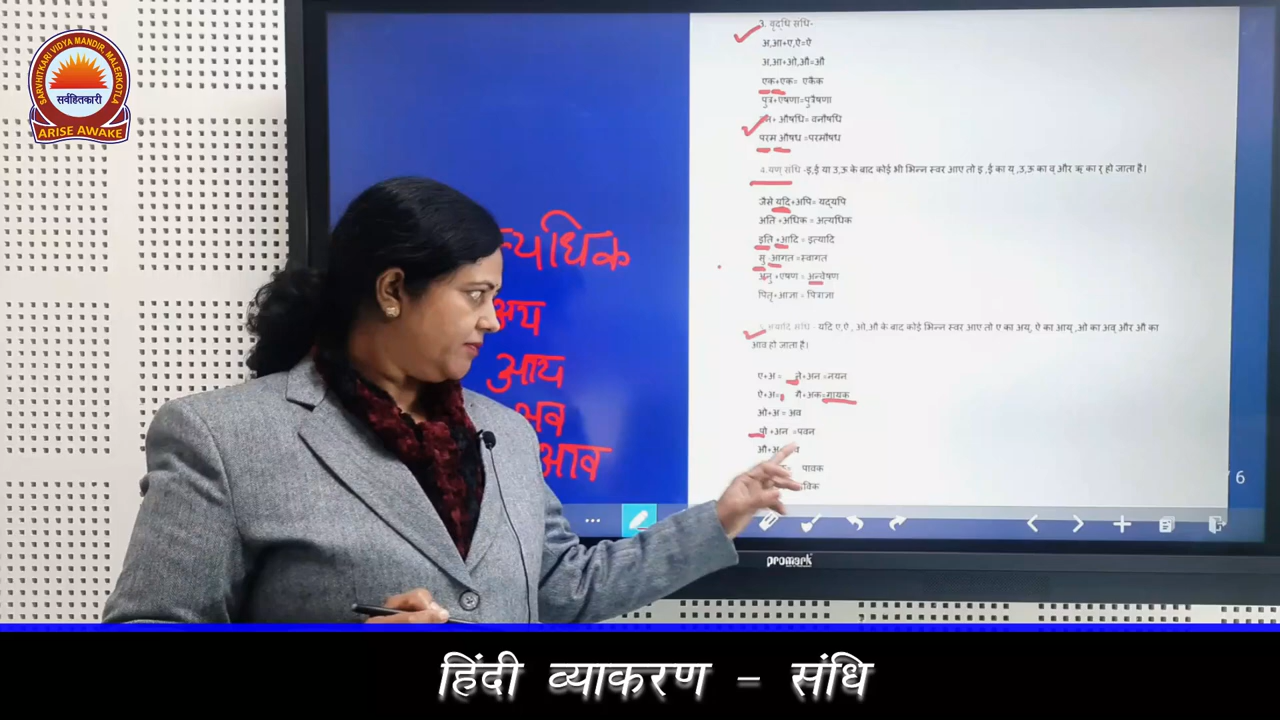 SARVHITKARI VIDYA MANDIR, MALERKOTLA
सर्वहितकारी
ARISE AWAKE
3. वृद्धि संधि-
अ,आ+ए,ऐ=ऐ
अ,आ+ओ,औ=औ
एक+एक= एकैक
पुत्र+एषणा=पुत्रैषणा
वन+ औषधि= वनौषधि
परम औषध =परमौषध
4.यण् संधि -इ,ई या उ,ऊ के बाद कोई भी भिन्न स्वर आए तो इ ,ई का य् ,उ,ऊ का व् और ऋ का र् हो जाता है।
जैसे यदि+अपि= यद्यपि
अति +अधिक = अत्यधिक
इति +आदि = इत्यादि
मु आगत =स्वागत
अनु +एषण = अन्वेषण
पितृ+आज्ञा = पित्राज्ञा
संधि - यदि ए,ऐ , ओ,औ के बाद कोई भिन्न स्वर आए तो ए का अय्, ऐ का आय् ,ओ का अव् और औ का
आव हो जाता है।
ए+अ = ने+अन =नयन
ऐ+अ= गै+अक=गायक
ओ+अ = अव
पो +अन =पवन
औ+अ=
पावक
्यधिक
अय
आय
अब
आब
/ 6
promark
हिंदी व्याकरण – संधि